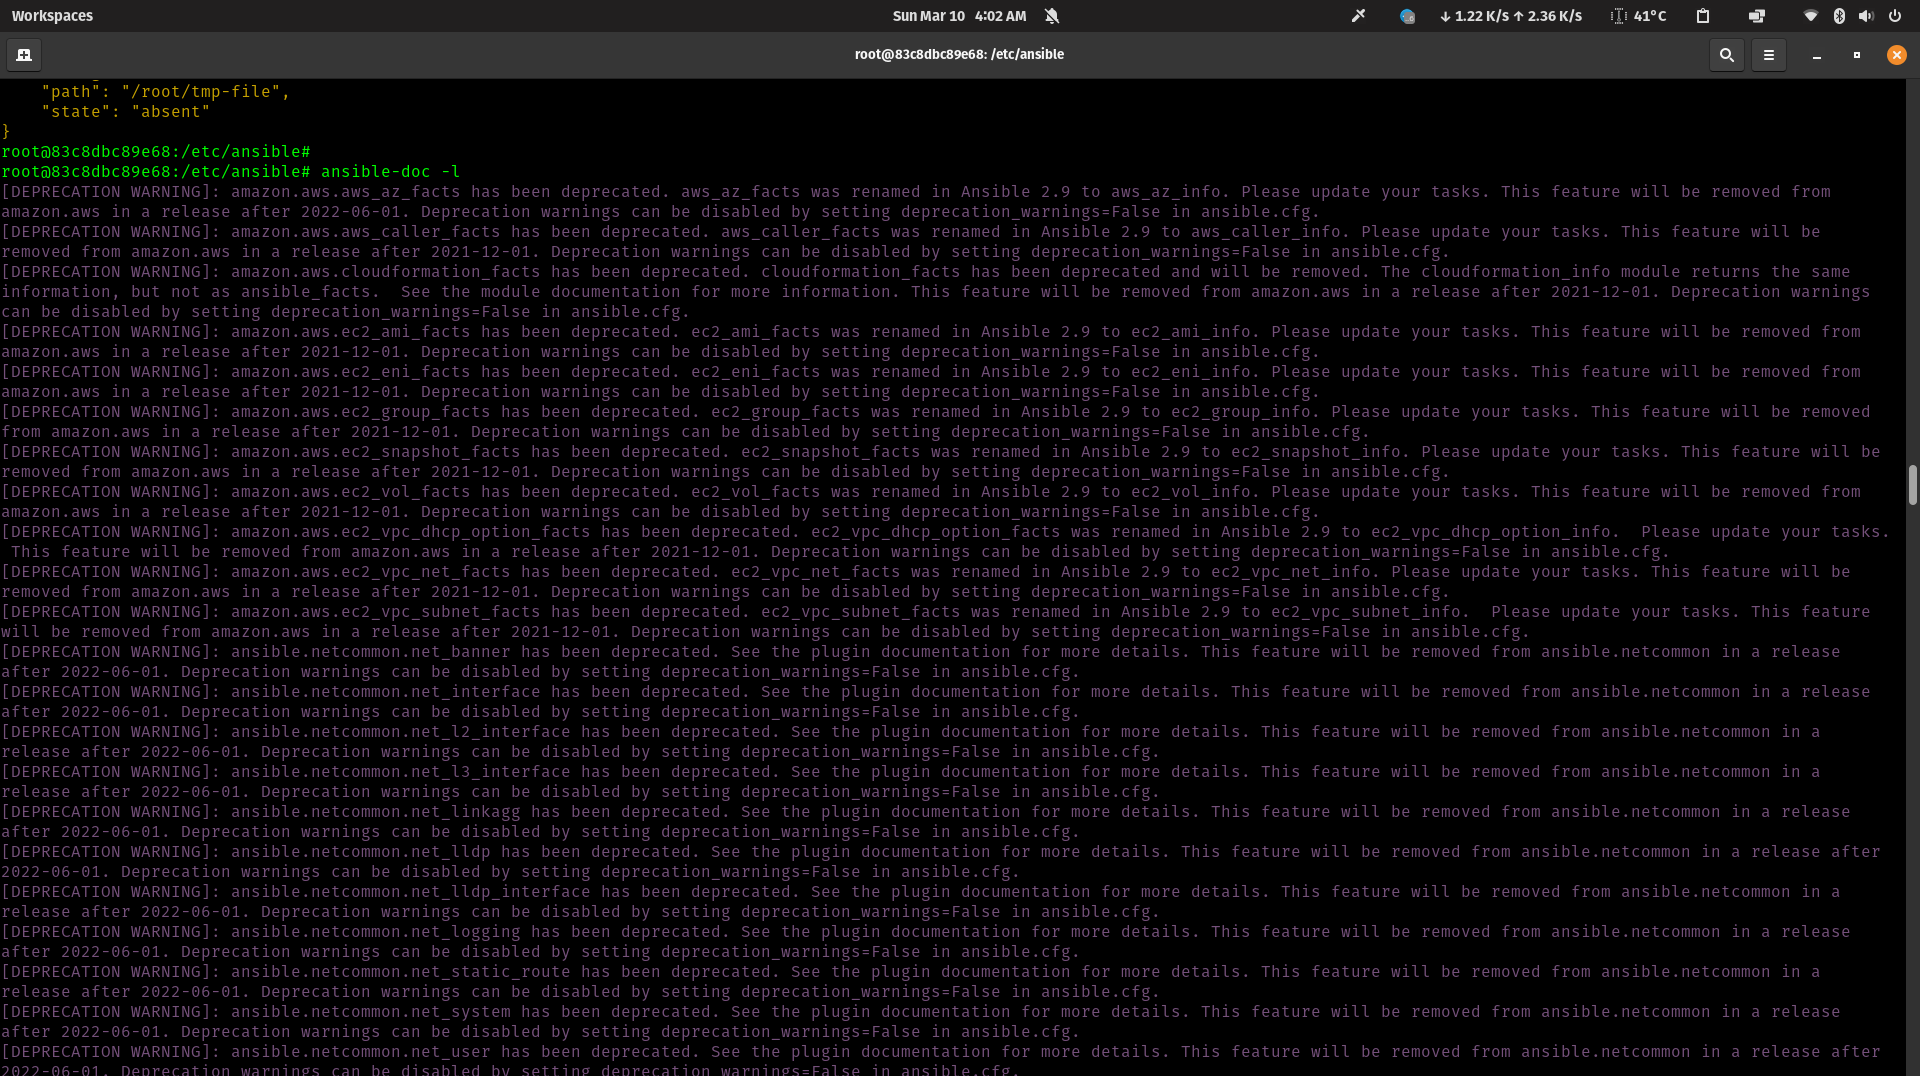 Workspaces
Sun Mar 10 4:02 AM
↓ 1.22 K/s ↑ 2.36 K/s
41°C
root@83c8dbc89e68: /etc/ansible
    "path": "/root/tmp-file",
    "state": "absent"
}
root@83c8dbc89e68:/etc/ansible#
root@83c8dbc89e68:/etc/ansible# ansible-doc -l
[DEPRECATION WARNING]: amazon.aws.aws_az_facts has been deprecated. aws_az_facts was renamed in Ansible 2.9 to aws_az_info. Please update your tasks. This feature will be removed from
amazon.aws in a release after 2022-06-01. Deprecation warnings can be disabled by setting deprecation_warnings=False in ansible.cfg.
[DEPRECATION WARNING]: amazon.aws.aws_caller_facts has been deprecated. aws_caller_facts was renamed in Ansible 2.9 to aws_caller_info. Please update your tasks. This feature will be
removed from amazon.aws in a release after 2021-12-01. Deprecation warnings can be disabled by setting deprecation_warnings=False in ansible.cfg.
[DEPRECATION WARNING]: amazon.aws.cloudformation_facts has been deprecated. cloudformation_facts has been deprecated and will be removed. The cloudformation_info module returns the same
information, but not as ansible_facts.  See the module documentation for more information. This feature will be removed from amazon.aws in a release after 2021-12-01. Deprecation warnings
can be disabled by setting deprecation_warnings=False in ansible.cfg.
[DEPRECATION WARNING]: amazon.aws.ec2_ami_facts has been deprecated. ec2_ami_facts was renamed in Ansible 2.9 to ec2_ami_info. Please update your tasks. This feature will be removed from
amazon.aws in a release after 2021-12-01. Deprecation warnings can be disabled by setting deprecation_warnings=False in ansible.cfg.
[DEPRECATION WARNING]: amazon.aws.ec2_eni_facts has been deprecated. ec2_eni_facts was renamed in Ansible 2.9 to ec2_eni_info. Please update your tasks. This feature will be removed from
amazon.aws in a release after 2021-12-01. Deprecation warnings can be disabled by setting deprecation_warnings=False in ansible.cfg.
[DEPRECATION WARNING]: amazon.aws.ec2_group_facts has been deprecated. ec2_group_facts was renamed in Ansible 2.9 to ec2_group_info. Please update your tasks. This feature will be removed
from amazon.aws in a release after 2021-12-01. Deprecation warnings can be disabled by setting deprecation_warnings=False in ansible.cfg.
[DEPRECATION WARNING]: amazon.aws.ec2_snapshot_facts has been deprecated. ec2_snapshot_facts was renamed in Ansible 2.9 to ec2_snapshot_info. Please update your tasks. This feature will be
removed from amazon.aws in a release after 2021-12-01. Deprecation warnings can be disabled by setting deprecation_warnings=False in ansible.cfg.
[DEPRECATION WARNING]: amazon.aws.ec2_vol_facts has been deprecated. ec2_vol_facts was renamed in Ansible 2.9 to ec2_vol_info. Please update your tasks. This feature will be removed from
amazon.aws in a release after 2021-12-01. Deprecation warnings can be disabled by setting deprecation_warnings=False in ansible.cfg.
[DEPRECATION WARNING]: amazon.aws.ec2_vpc_dhcp_option_facts has been deprecated. ec2_vpc_dhcp_option_facts was renamed in Ansible 2.9 to ec2_vpc_dhcp_option_info.  Please update your tasks.
 This feature will be removed from amazon.aws in a release after 2021-12-01. Deprecation warnings can be disabled by setting deprecation_warnings=False in ansible.cfg.
[DEPRECATION WARNING]: amazon.aws.ec2_vpc_net_facts has been deprecated. ec2_vpc_net_facts was renamed in Ansible 2.9 to ec2_vpc_net_info. Please update your tasks. This feature will be
removed from amazon.aws in a release after 2021-12-01. Deprecation warnings can be disabled by setting deprecation_warnings=False in ansible.cfg.
[DEPRECATION WARNING]: amazon.aws.ec2_vpc_subnet_facts has been deprecated. ec2_vpc_subnet_facts was renamed in Ansible 2.9 to ec2_vpc_subnet_info.  Please update your tasks. This feature
will be removed from amazon.aws in a release after 2021-12-01. Deprecation warnings can be disabled by setting deprecation_warnings=False in ansible.cfg.
[DEPRECATION WARNING]: ansible.netcommon.net_banner has been deprecated. See the plugin documentation for more details. This feature will be removed from ansible.netcommon in a release
after 2022-06-01. Deprecation warnings can be disabled by setting deprecation_warnings=False in ansible.cfg.
[DEPRECATION WARNING]: ansible.netcommon.net_interface has been deprecated. See the plugin documentation for more details. This feature will be removed from ansible.netcommon in a release
after 2022-06-01. Deprecation warnings can be disabled by setting deprecation_warnings=False in ansible.cfg.
[DEPRECATION WARNING]: ansible.netcommon.net_l2_interface has been deprecated. See the plugin documentation for more details. This feature will be removed from ansible.netcommon in a
release after 2022-06-01. Deprecation warnings can be disabled by setting deprecation_warnings=False in ansible.cfg.
[DEPRECATION WARNING]: ansible.netcommon.net_l3_interface has been deprecated. See the plugin documentation for more details. This feature will be removed from ansible.netcommon in a
release after 2022-06-01. Deprecation warnings can be disabled by setting deprecation_warnings=False in ansible.cfg.
[DEPRECATION WARNING]: ansible.netcommon.net_linkagg has been deprecated. See the plugin documentation for more details. This feature will be removed from ansible.netcommon in a release
after 2022-06-01. Deprecation warnings can be disabled by setting deprecation_warnings=False in ansible.cfg.
[DEPRECATION WARNING]: ansible.netcommon.net_lldp has been deprecated. See the plugin documentation for more details. This feature will be removed from ansible.netcommon in a release after
2022-06-01. Deprecation warnings can be disabled by setting deprecation_warnings=False in ansible.cfg.
[DEPRECATION WARNING]: ansible.netcommon.net_lldp_interface has been deprecated. See the plugin documentation for more details. This feature will be removed from ansible.netcommon in a
release after 2022-06-01. Deprecation warnings can be disabled by setting deprecation_warnings=False in ansible.cfg.
[DEPRECATION WARNING]: ansible.netcommon.net_logging has been deprecated. See the plugin documentation for more details. This feature will be removed from ansible.netcommon in a release
after 2022-06-01. Deprecation warnings can be disabled by setting deprecation_warnings=False in ansible.cfg.
[DEPRECATION WARNING]: ansible.netcommon.net_static_route has been deprecated. See the plugin documentation for more details. This feature will be removed from ansible.netcommon in a
release after 2022-06-01. Deprecation warnings can be disabled by setting deprecation_warnings=False in ansible.cfg.
[DEPRECATION WARNING]: ansible.netcommon.net_system has been deprecated. See the plugin documentation for more details. This feature will be removed from ansible.netcommon in a release
after 2022-06-01. Deprecation warnings can be disabled by setting deprecation_warnings=False in ansible.cfg.
[DEPRECATION WARNING]: ansible.netcommon.net_user has been deprecated. See the plugin documentation for more details. This feature will be removed from ansible.netcommon in a release after
2022-06-01. Deprecation warnings can be disabled by setting deprecation_warnings=False in ansible.cfg.